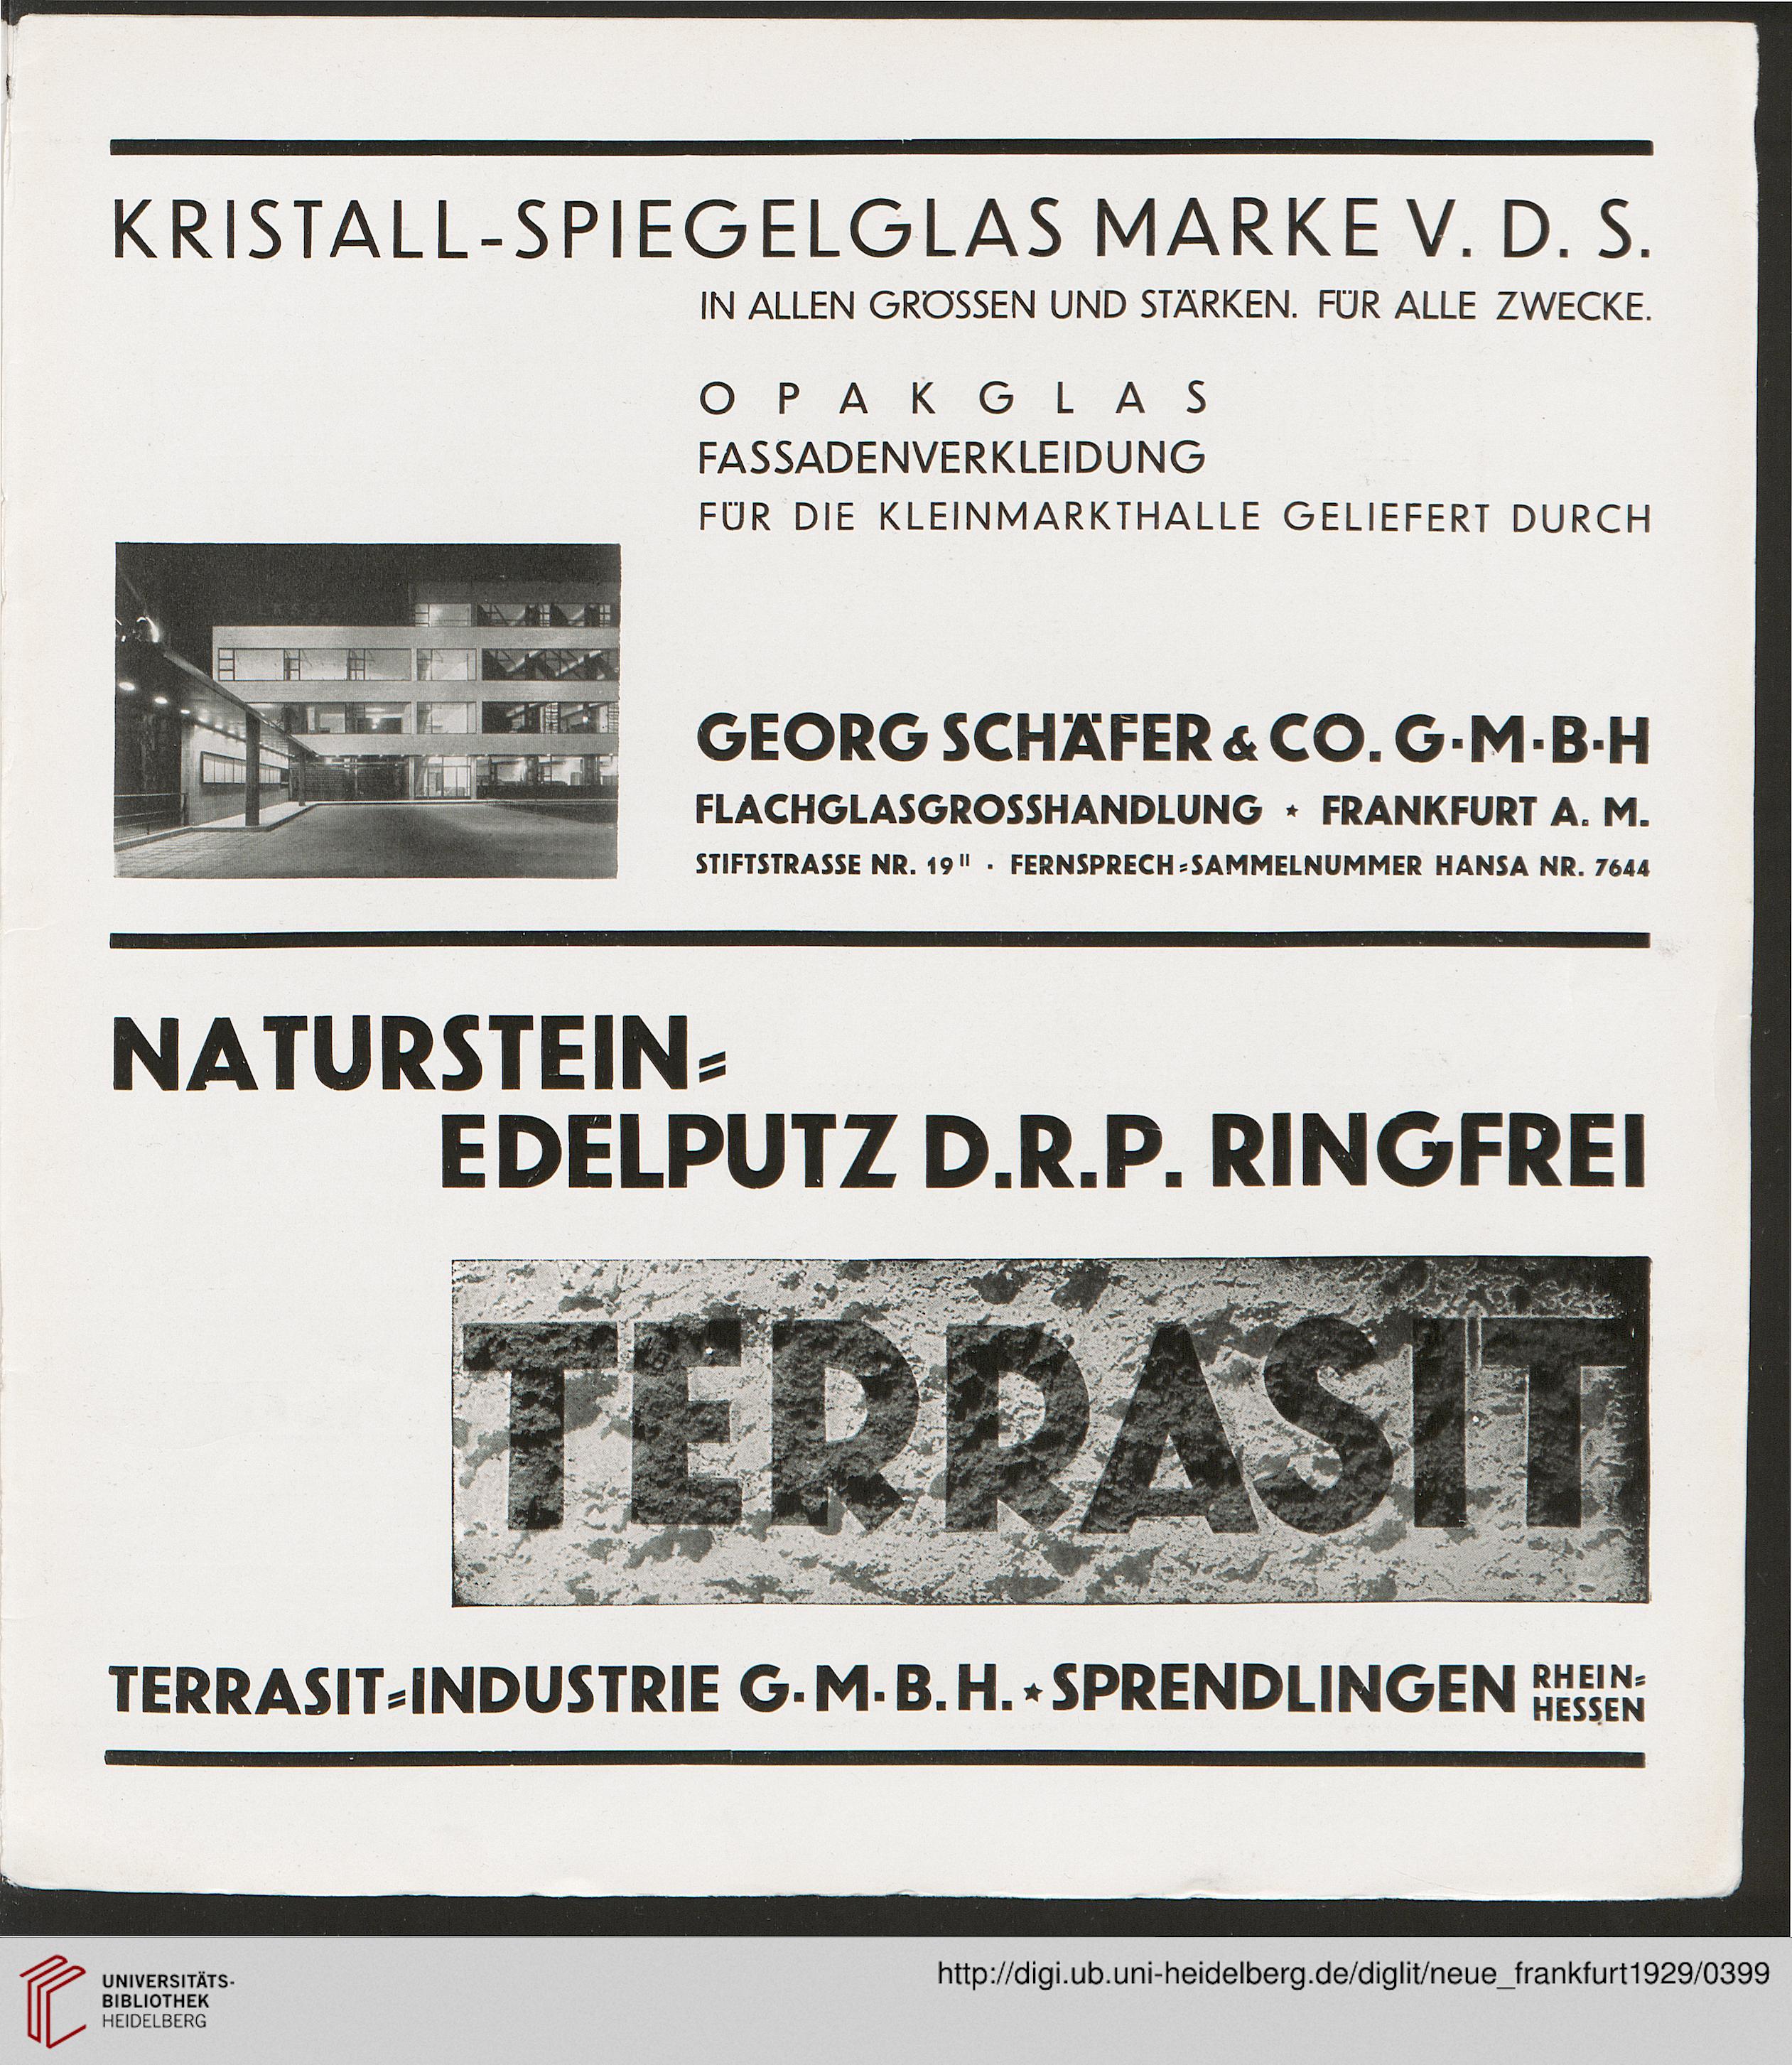 KRISTALL-SPIEGELGLAS MARKE V. D. S.
IN ALLEN GRÖSSEN UND STÄRKEN. FÜR ALLE ZWECKE.
OPAKGLAS
FASSADENVERKLEIDUNG
FÜR DIE KLEINMARKTHALLE GELIEFERT DURCH
GEORG SCHÄFER & CO. G·M·B·H
FLACHGLASGROSSHANDLUNG ⋆ FRANKFURT A. M.
STIFTSTRASSE NR. 19 II · FERNSPRECH=SAMMELNUMMER HANSA NR. 7644
NATURSTEIN=
EDELPUTZ D.R.P. RINGFREI
TERRASIT
TERRASIT=INDUSTRIE G·M·B.H. ⋆ SPRENDLINGEN RHEIN=
HESSEN
UNIVERSITÄTS-
BIBLIOTHEK
HEIDELBERG
http://digi.ub.uni-heidelberg.de/diglit/neue_frankfurt1929/0399